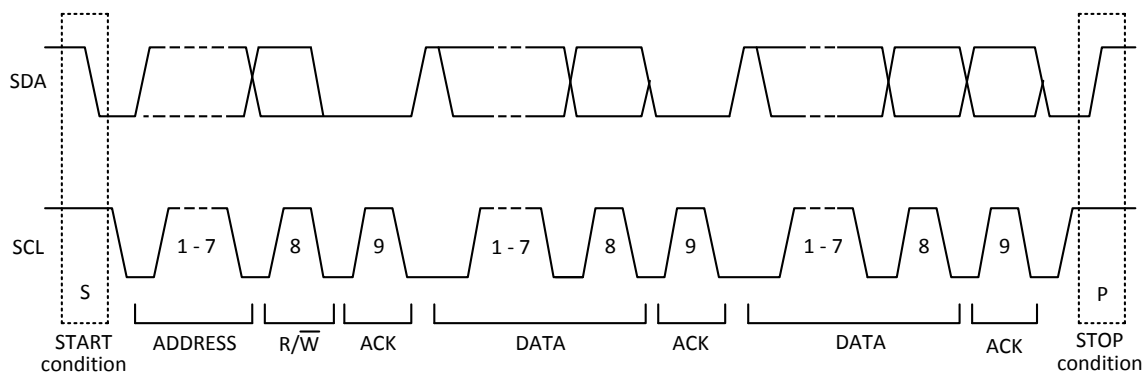 SDA
SCL
1 - 7
8
9
1 - 7
8
9
1 - 7
8
9
S
P
START
condition
ADDRESS
R/W̅
ACK
DATA
ACK
DATA
ACK
STOP
condition